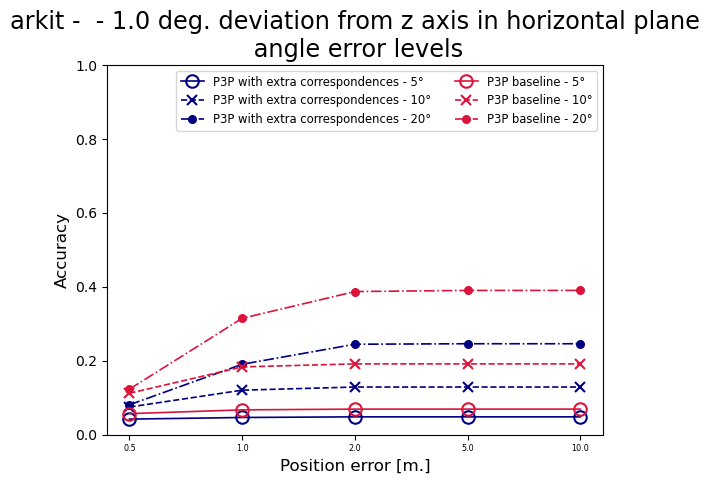 arkit -  - 1.0 deg. deviation from z axis in horizontal plane
angle error levels
P3P with extra correspondences - 5°
P3P with extra correspondences - 10°
P3P with extra correspondences - 20°
P3P baseline - 5°
P3P baseline - 10°
P3P baseline - 20°
Accuracy
1.0
0.8
0.6
0.4
0.2
0.0
0.5 1.0 2.0 5.0 10.0
Position error [m.]